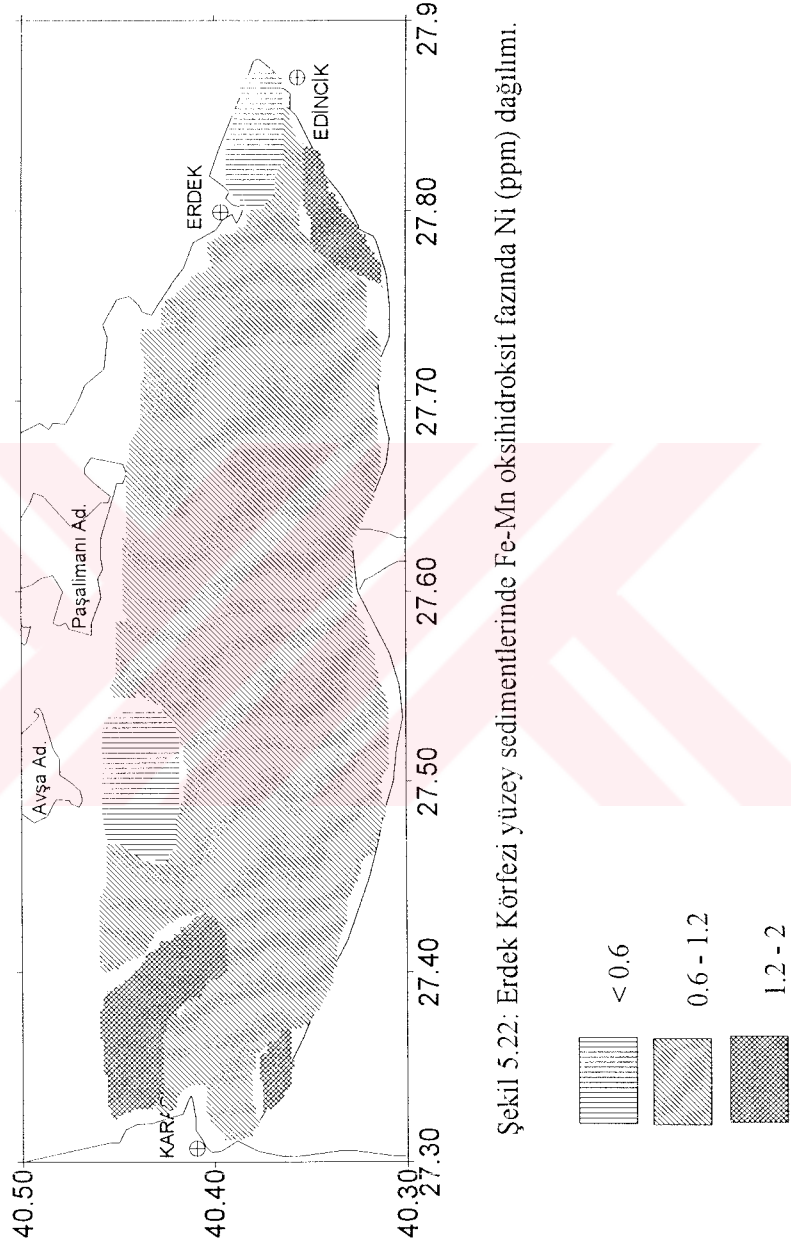 40.50
40.40
40.30
Avşa Ad.
Paşalimanı Ad.
ERDEK
EDİNCİK
KARA
27.30
27.40
27.50
27.60
27.70
27.80
27.9
Şekil 5.22: Erdek Körfezi yüzey sedimentlerinde Fe-Mn oksihidroksit fazında Ni (ppm) dağılımı.
< 0.6
0.6 - 1.2
1.2 - 2